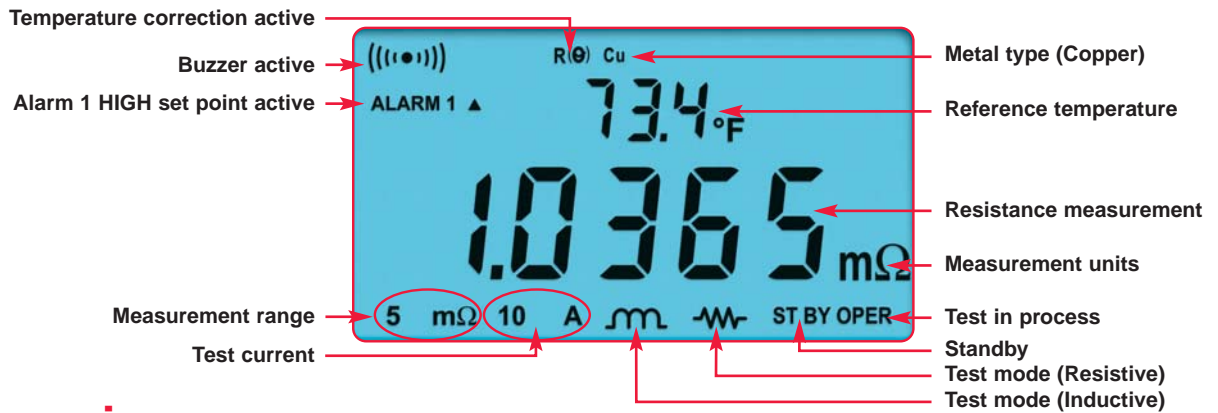 Temperature correction active
Buzzer active
Alarm 1 HIGH set point active
R(θ) Cu
ALARM 1 ▲
73.4 °F
1.0365 mΩ
5 mΩ 10 A ST.BY OPER
Metal type (Copper)
Reference temperature
Resistance measurement
Measurement units
Measurement range
Test current
Test in process
Standby
Test mode (Resistive)
Test mode (Inductive)